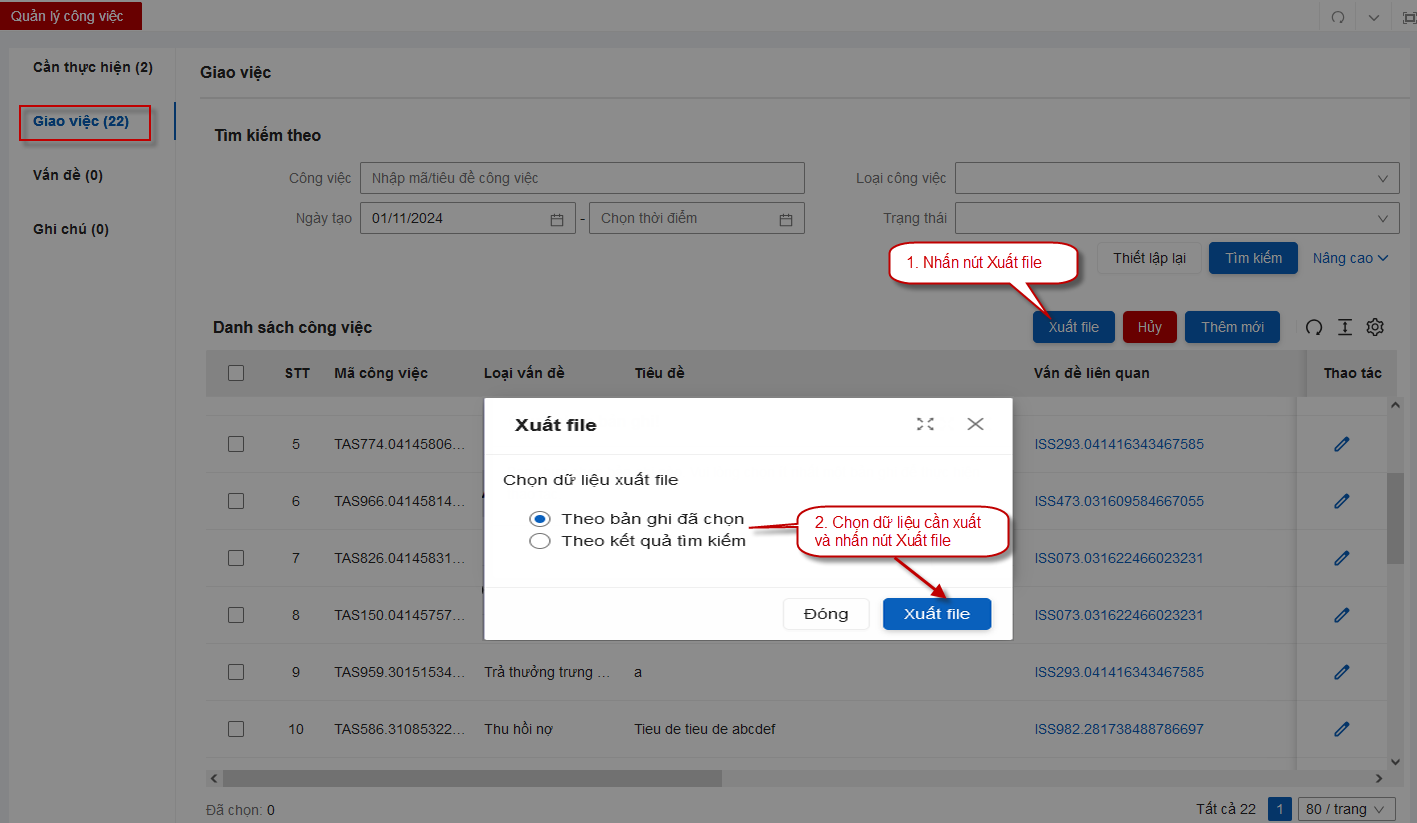 Quản lý công việc
Cần thực hiện (2)
Giao việc (22)
Vấn đề (0)
Ghi chú (0)
Giao việc
Tìm kiếm theo
Công việc Nhập mã/tiêu đề công việc Loại công việc
Ngày tạo 01/11/2024 - Chọn thời điểm Trạng thái
1. Nhấn nút Xuất file
Thiết lập lại Tìm kiếm Nâng cao
Danh sách công việc Xuất file Hủy Thêm mới
STT Mã công việc Loại vấn đề Tiêu đề Vấn đề liên quan Thao tác
5 TAS774.04145806... ISS293.041416343467585
6 TAS966.04145814... ISS473.031609584667055
7 TAS826.04145831... ISS073.031622466023231
8 TAS150.04145757... ISS073.031622466023231
9 TAS959.30151534... Trả thưởng trưng ... a ISS293.041416343467585
10 TAS586.31085322... Thu hồi nợ Tieu de tieu de abcdef ISS982.281738488786697
Xuất file
Chọn dữ liệu xuất file
Theo bản ghi đã chọn
Theo kết quả tìm kiếm
2. Chọn dữ liệu cần xuất
và nhấn nút Xuất file
Đóng Xuất file
Đã chọn: 0 Tất cả 22 1 80 / trang